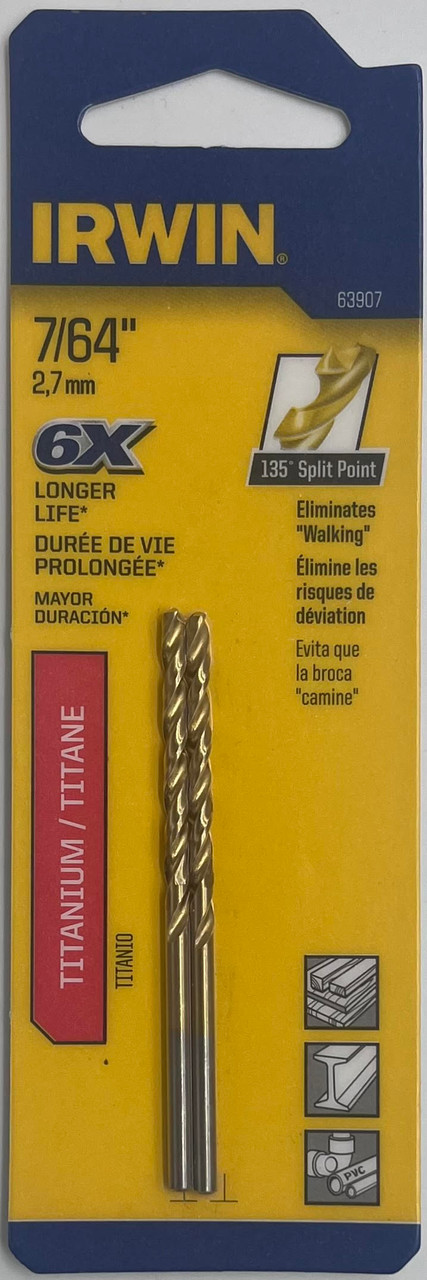 IRWIN®
63907
7/64"
2,7 mm
6X
LONGER
LIFE*
DURÉE DE VIE
PROLONGÉE*
MAYOR
DURACIÓN*
135° Split Point
Eliminates
"Walking"
Élimine les
risques de
déviation
Evita que
la broca
"camine"
TITANIUM / TITANE
TITANIO
PVC